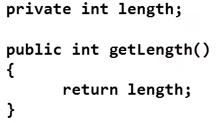 private int length;
public int getLength()
{
return length;
}